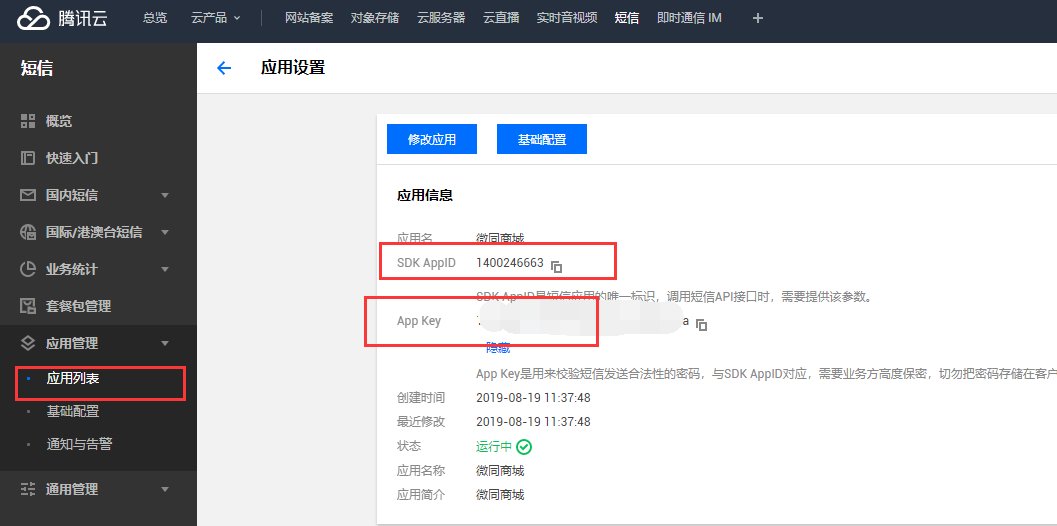 腾讯云 总览 云产品 网站备案 对象存储 云服务器 云直播 实时音视频 短信 即时通信 IM +
短信
应用设置
概览
快速入门
国内短信
国际/港澳台短信
业务统计
套餐包管理
应用管理
应用列表
基础配置
通知与告警
通用管理
修改应用 基础配置
应用信息
应用名 微同商城
SDK AppID 1400246663
SDK AppID是短信应用的唯一标识，调用短信API接口时，需要提供该参数。
App Key a
隐藏
App Key是用来校验短信发送合法性的密码，与SDK AppID对应，需要业务方高度保密，切勿把密码存储在客户
创建时间 2019-08-19 11:37:48
最近修改 2019-08-19 11:37:48
状态 运行中
应用名称 微同商城
应用简介 微同商城